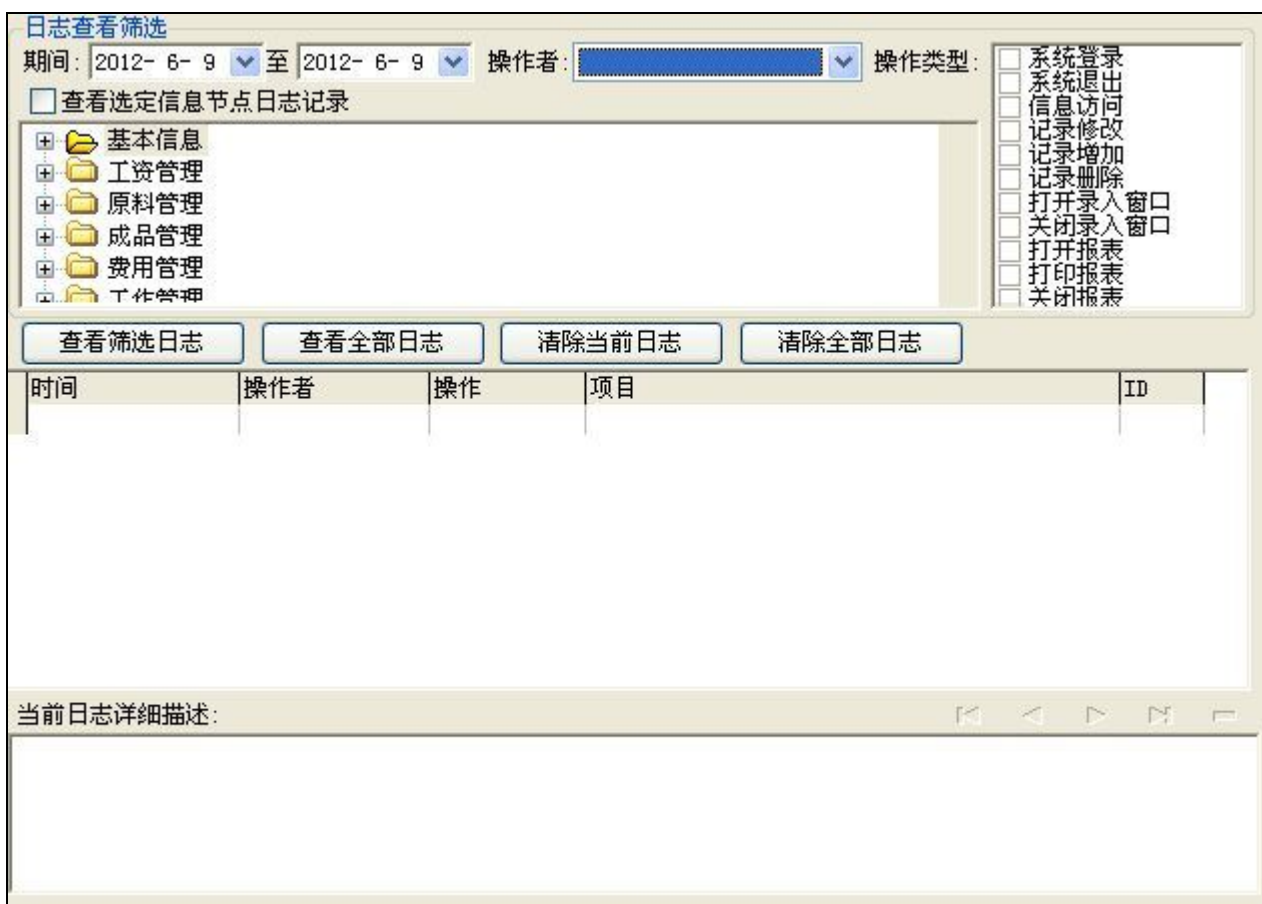 日志查看筛选
期间: 2012- 6- 9 至 2012- 6- 9 操作者: 操作类型:
查看选定信息节点日志记录
基本信息
工资管理
原料管理
成品管理
费用管理
工作管理
系统登录
系统退出
信息访问
记录修改
记录增加
记录删除
打开录入窗口
关闭录入窗口
打开报表
打印报表
关闭报表
查看筛选日志 查看全部日志 清除当前日志 清除全部日志
时间 操作者 操作 项目 ID
当前日志详细描述: